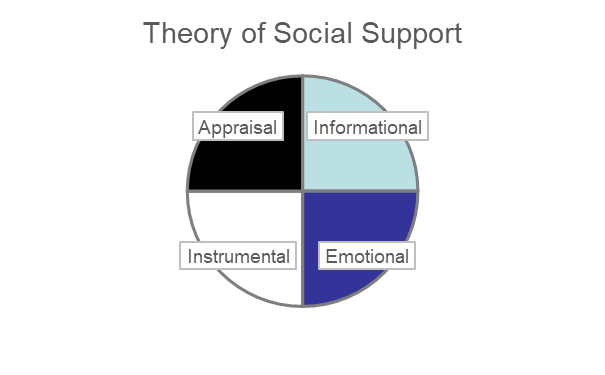 Theory of Social Support
Appraisal
Informational
Instrumental
Emotional